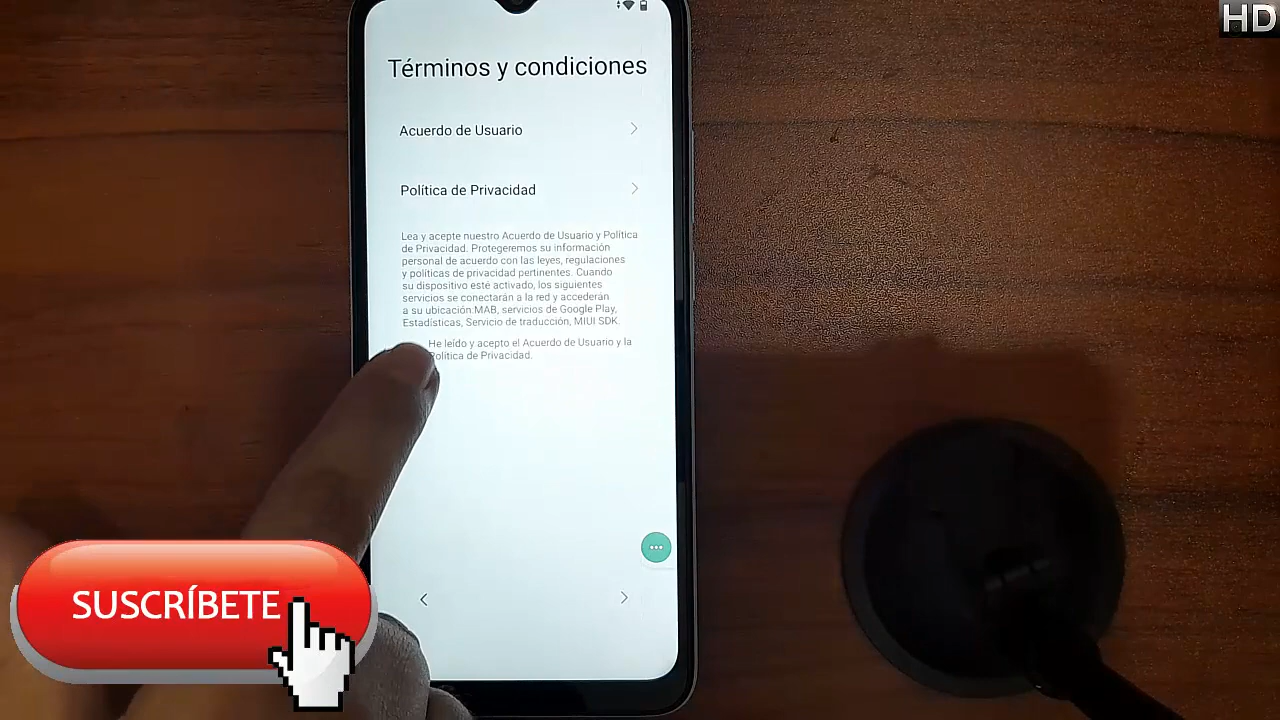 HD
Términos y condiciones
Acuerdo de Usuario
Política de Privacidad
Lea y acepte nuestro Acuerdo de Usuario y Política
de Privacidad. Protegeremos su información
personal de acuerdo con las leyes, regulaciones
y políticas de privacidad pertinentes. Cuando
su dispositivo esté activado, los siguientes
servicios se conectarán a la red y accederán
a su ubicación:MAB, servicios de Google Play,
Estadísticas, Servicio de traducción, MIUI SDK.
He leído y acepto el Acuerdo de Usuario y la
Política de Privacidad.
SUSCRÍBETE